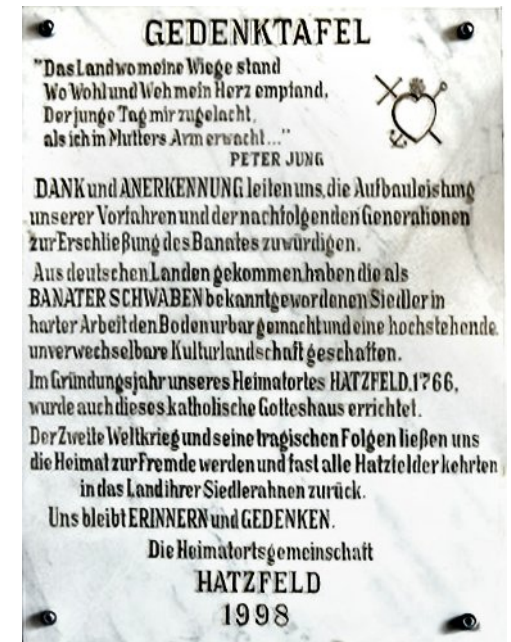 GEDENKTAFEL
"Das Land wo meine Wiege stand
Wo Wohl und Weh mein Herz empfand,
Der junge Tag mir zugelacht,
als ich in Mutters Arm erwacht..."
PETER JUNG
DANK und ANERKENNUNG leiten uns, die Aufbauleistung
unserer Vorfahren und der nachfolgenden Generationen
zur Erschließung des Banates zu würdigen.
Aus deutschen Landen gekommen, haben die als
BANATER SCHWABEN bekanntgewordenen Siedler in
harter Arbeit den Boden urbar gemacht und eine hochstehende,
unverwechselbare Kulturlandschaft geschaffen.
Im Gründungsjahr unseres Heimatortes HATZFELD, 1766,
wurde auch dieses katholische Gotteshaus errichtet.
Der Zweite Weltkrieg und seine tragischen Folgen ließen uns
die Heimat zur Fremde werden und fast alle Hatzfelder kehrten
in das Land ihrer Siedlerahnen zurück.
Uns bleibt ERINNERN und GEDENKEN.
Die Heimatortsgemeinschaft
HATZFELD
1998